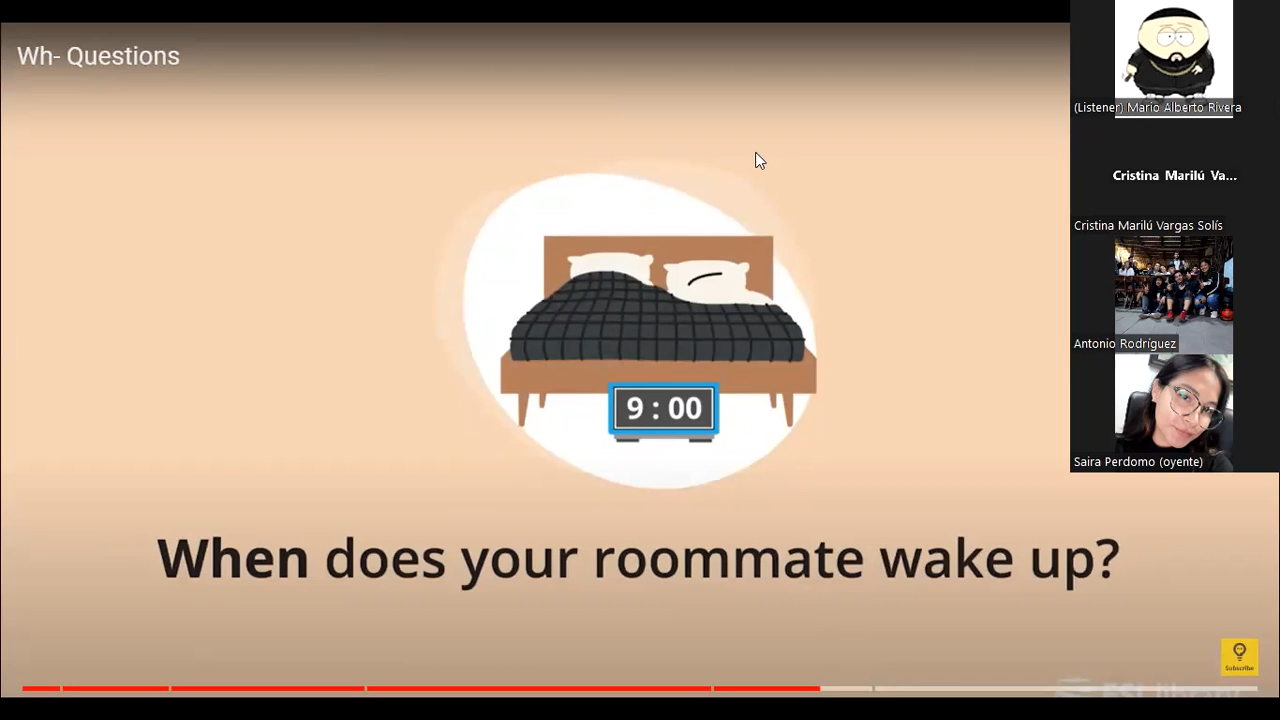 Wh- Questions
(Listener) Mario Alberto Rivera
Cristina Marilú Va...
Cristina Marilú Vargas Solís
Antonio Rodríguez
Saira Perdomo (oyente)
9 : 00
When does your roommate wake up?
Subscribe